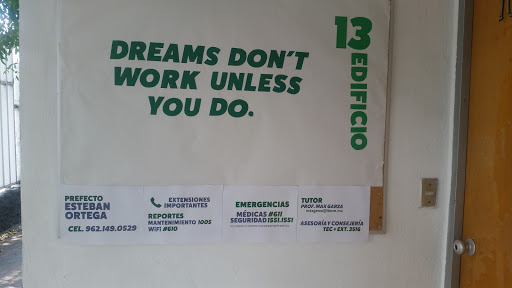 DREAMS DON'T
WORK UNLESS
YOU DO.
13
EDIFICIO
PREFECTO
ESTEBAN
ORTEGA
CEL. 962.149.0529
EXTENSIONES
IMPORTANTES
REPORTES
MANTENIMIENTO 1005
WIFI #610
EMERGENCIAS
MÉDICAS #611
SEGURIDAD 1551.1551
TUTOR
PROF. MAX GARZA
ASESORÍA Y CONSEJERÍA
TEC • EXT. 3516